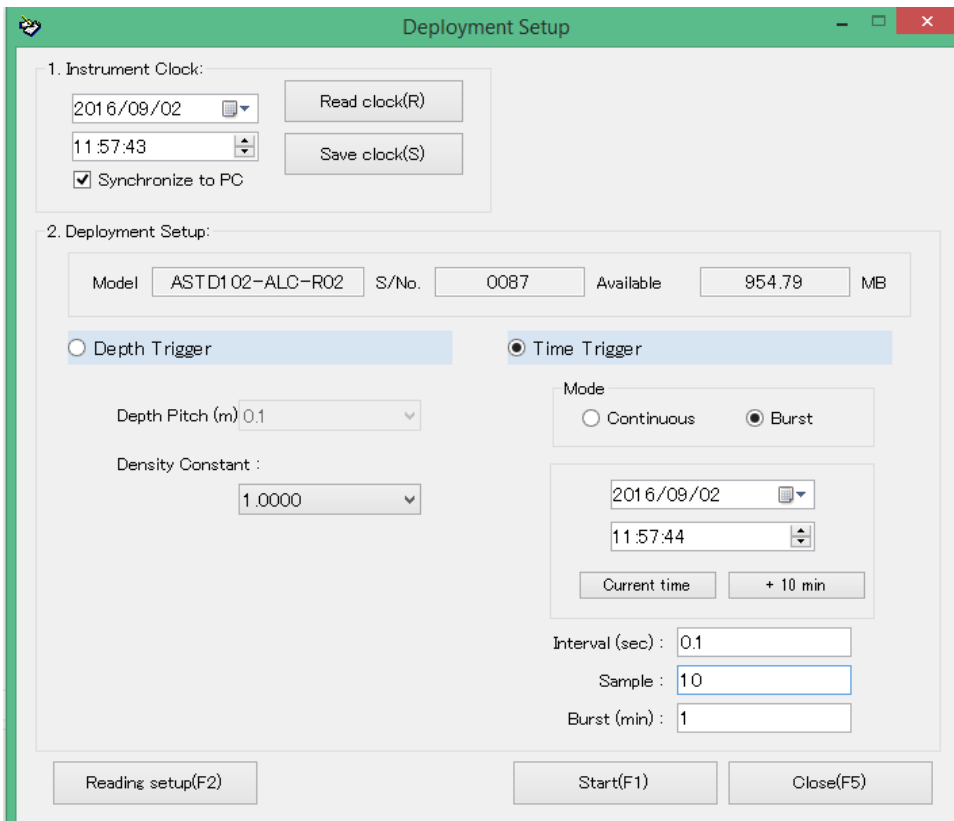 Deployment Setup
1. Instrument Clock:
2016/09/02
Read clock(R)
11:57:43
Save clock(S)
Synchronize to PC
2. Deployment Setup:
Model ASTD102-ALC-R02 S/No. 0087 Available 954.79 MB
Depth Trigger
Time Trigger
Mode
Depth Pitch (m) 0.1
Continuous Burst
Density Constant :
1.0000
2016/09/02
11:57:44
Current time + 10 min
Interval (sec) : 0.1
Sample : 10
Burst (min) : 1
Reading setup(F2) Start(F1) Close(F5)